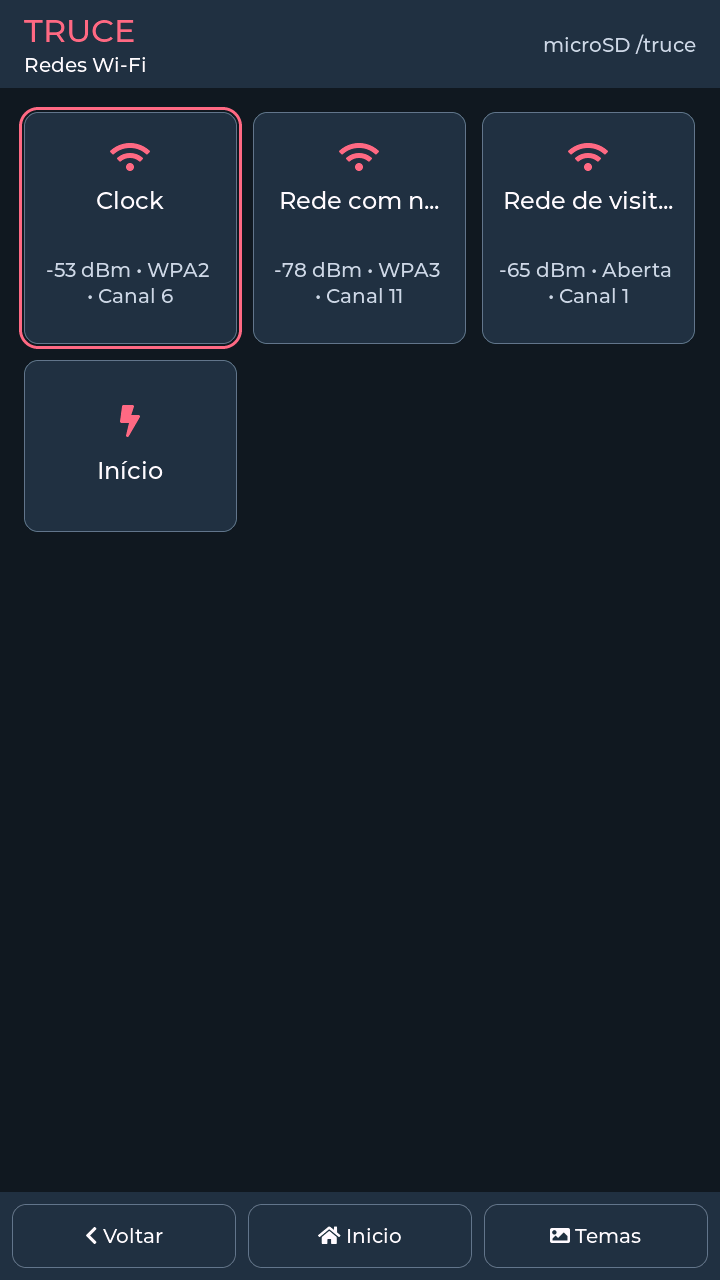 TRUCE
Redes Wi-Fi
microSD /truce
Clock
-53 dBm • WPA2
• Canal 6
Rede com n...
-78 dBm • WPA3
• Canal 11
Rede de visit...
-65 dBm • Aberta
• Canal 1
Início
Voltar
Inicio
Temas